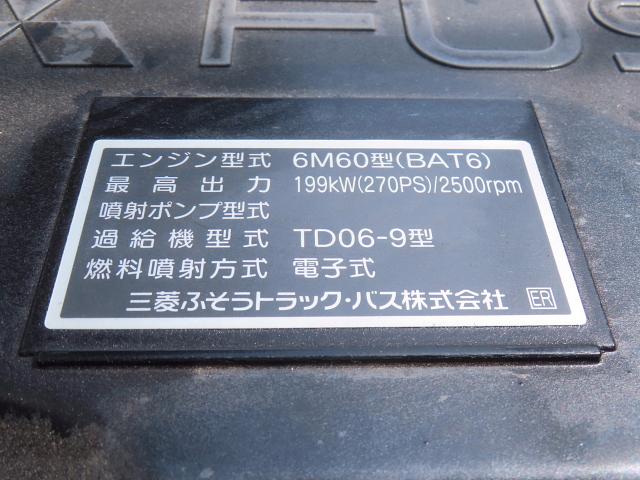 FUS
エンジン型式 6M60型(BAT6)
最高出力 199kW(270PS)/2500rpm
噴射ポンプ型式
過給機型式 TD06-9型
燃料噴射方式 電子式
三菱ふそうトラック・バス株式会社 ER